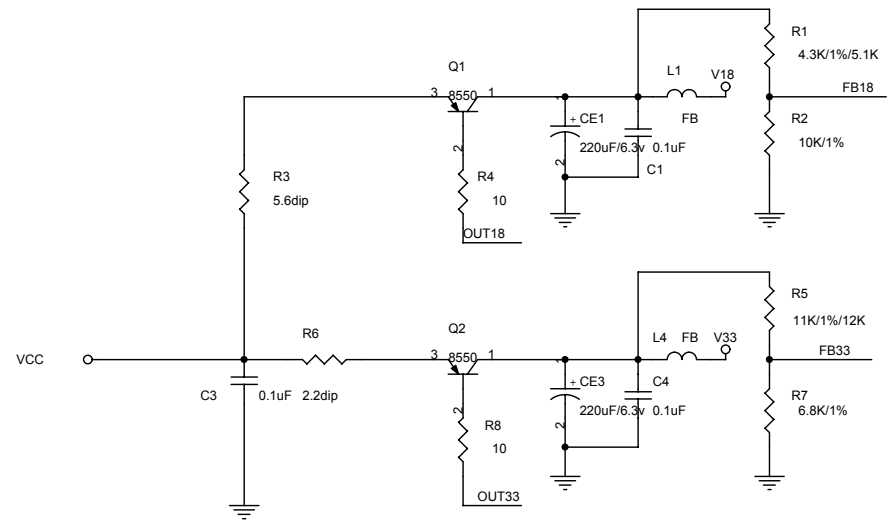 R1
4.3K/1%/5.1K
Q1
L1
V18
3
8550
1
FB18
1
+
CE1
FB
R2
2
220uF/6.3v
0.1uF
10K/1%
2
C1
R3
5.6dip
R4
10
OUT18
R5
11K/1%/12K
R6
Q2
L4
FB
V33
VCC
3
8550
1
FB33
1
C3
0.1uF
2.2dip
+
CE3
C4
R7
2
220uF/6.3v
0.1uF
6.8K/1%
2
R8
10
OUT33